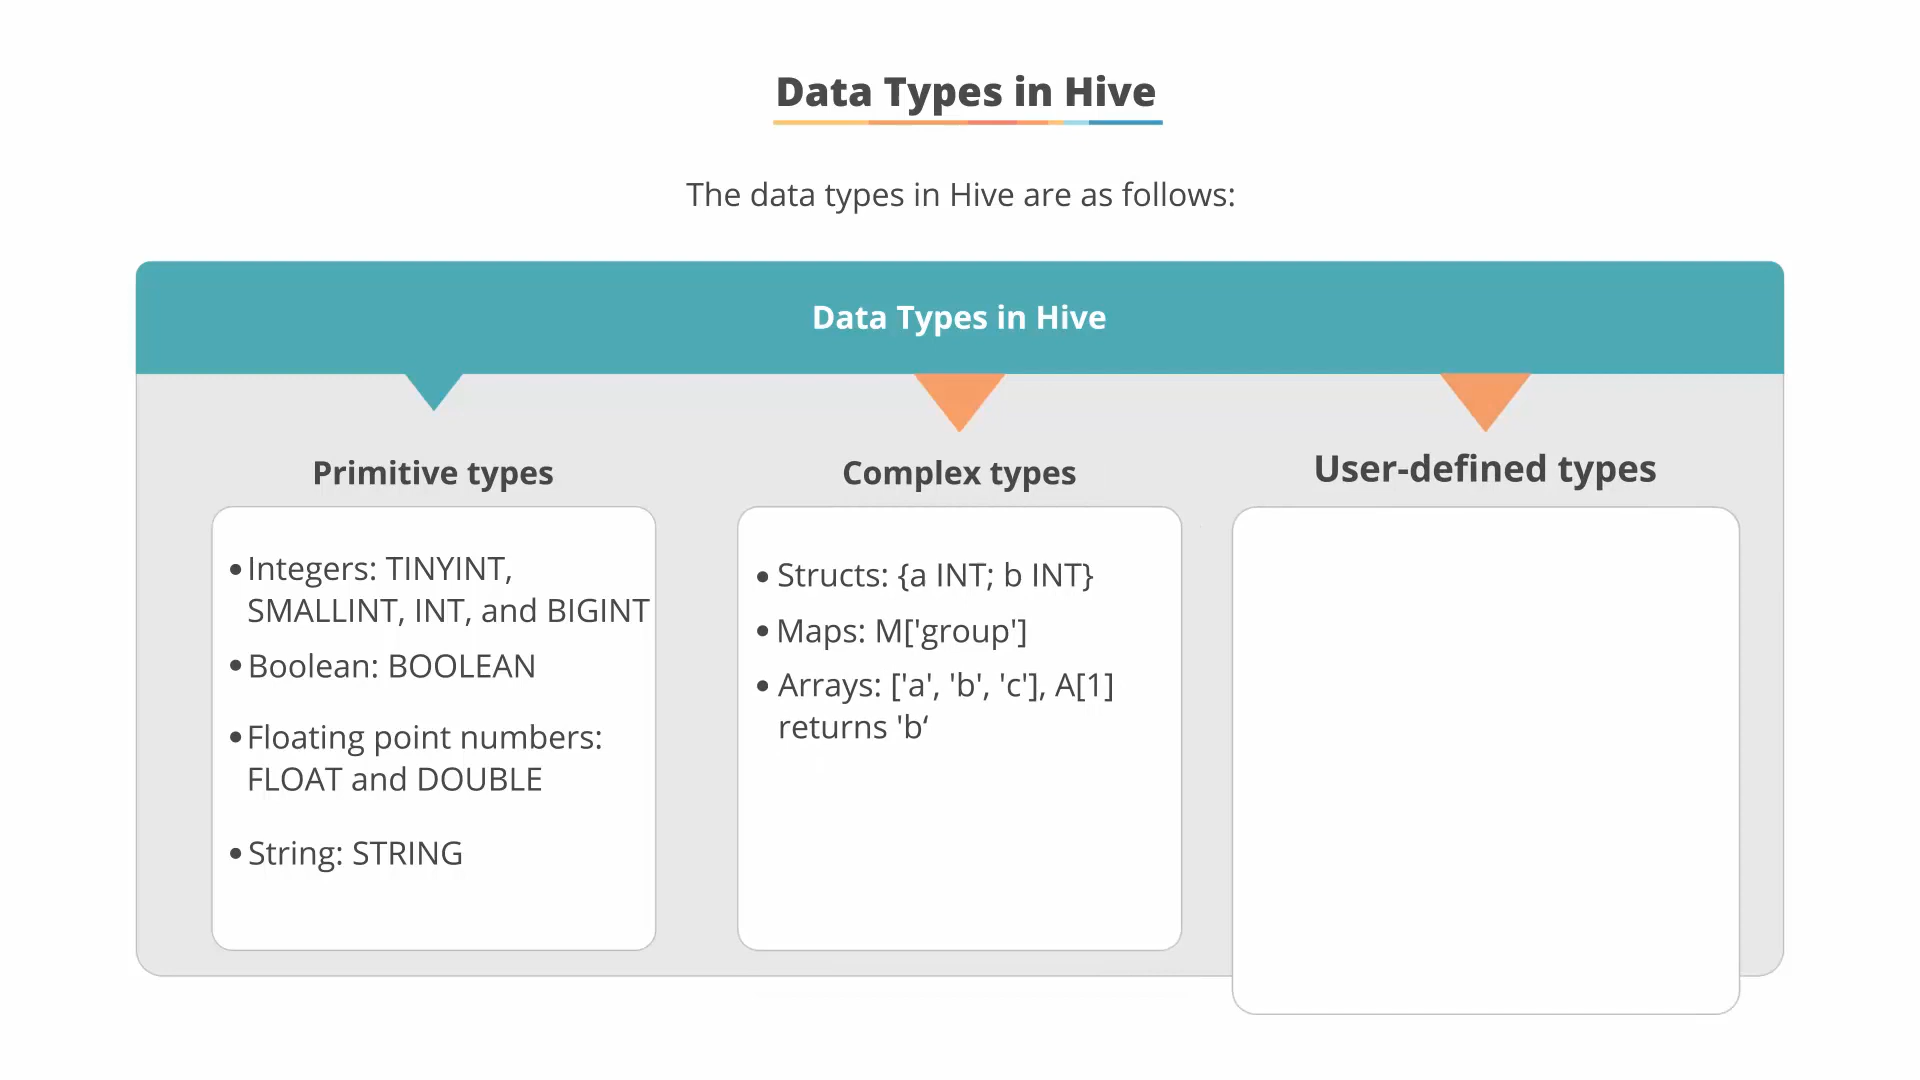 Data Types in Hive
The data types in Hive are as follows:
Data Types in Hive
Primitive types
• Integers: TINYINT,
SMALLINT, INT, and BIGINT
• Boolean: BOOLEAN
• Floating point numbers:
FLOAT and DOUBLE
• String: STRING
Complex types
• Structs: {a INT; b INT}
• Maps: M['group']
• Arrays: ['a', 'b', 'c'], A[1]
returns 'b‘
User-defined types